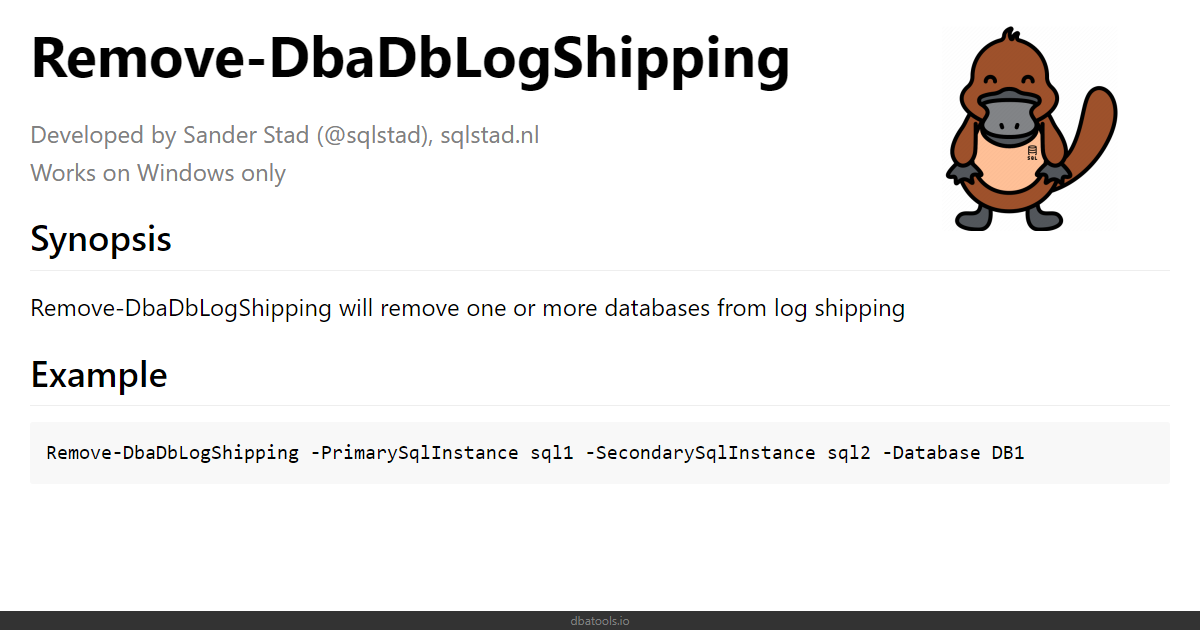 Remove-DbaDbLogShipping
Developed by Sander Stad (@sqlstad), sqlstad.nl
Works on Windows only
SQL
Synopsis
Remove-DbaDbLogShipping will remove one or more databases from log shipping
Example
Remove-DbaDbLogShipping -PrimarySqlInstance sql1 -SecondarySqlInstance sql2 -Database DB1
dbatools.io